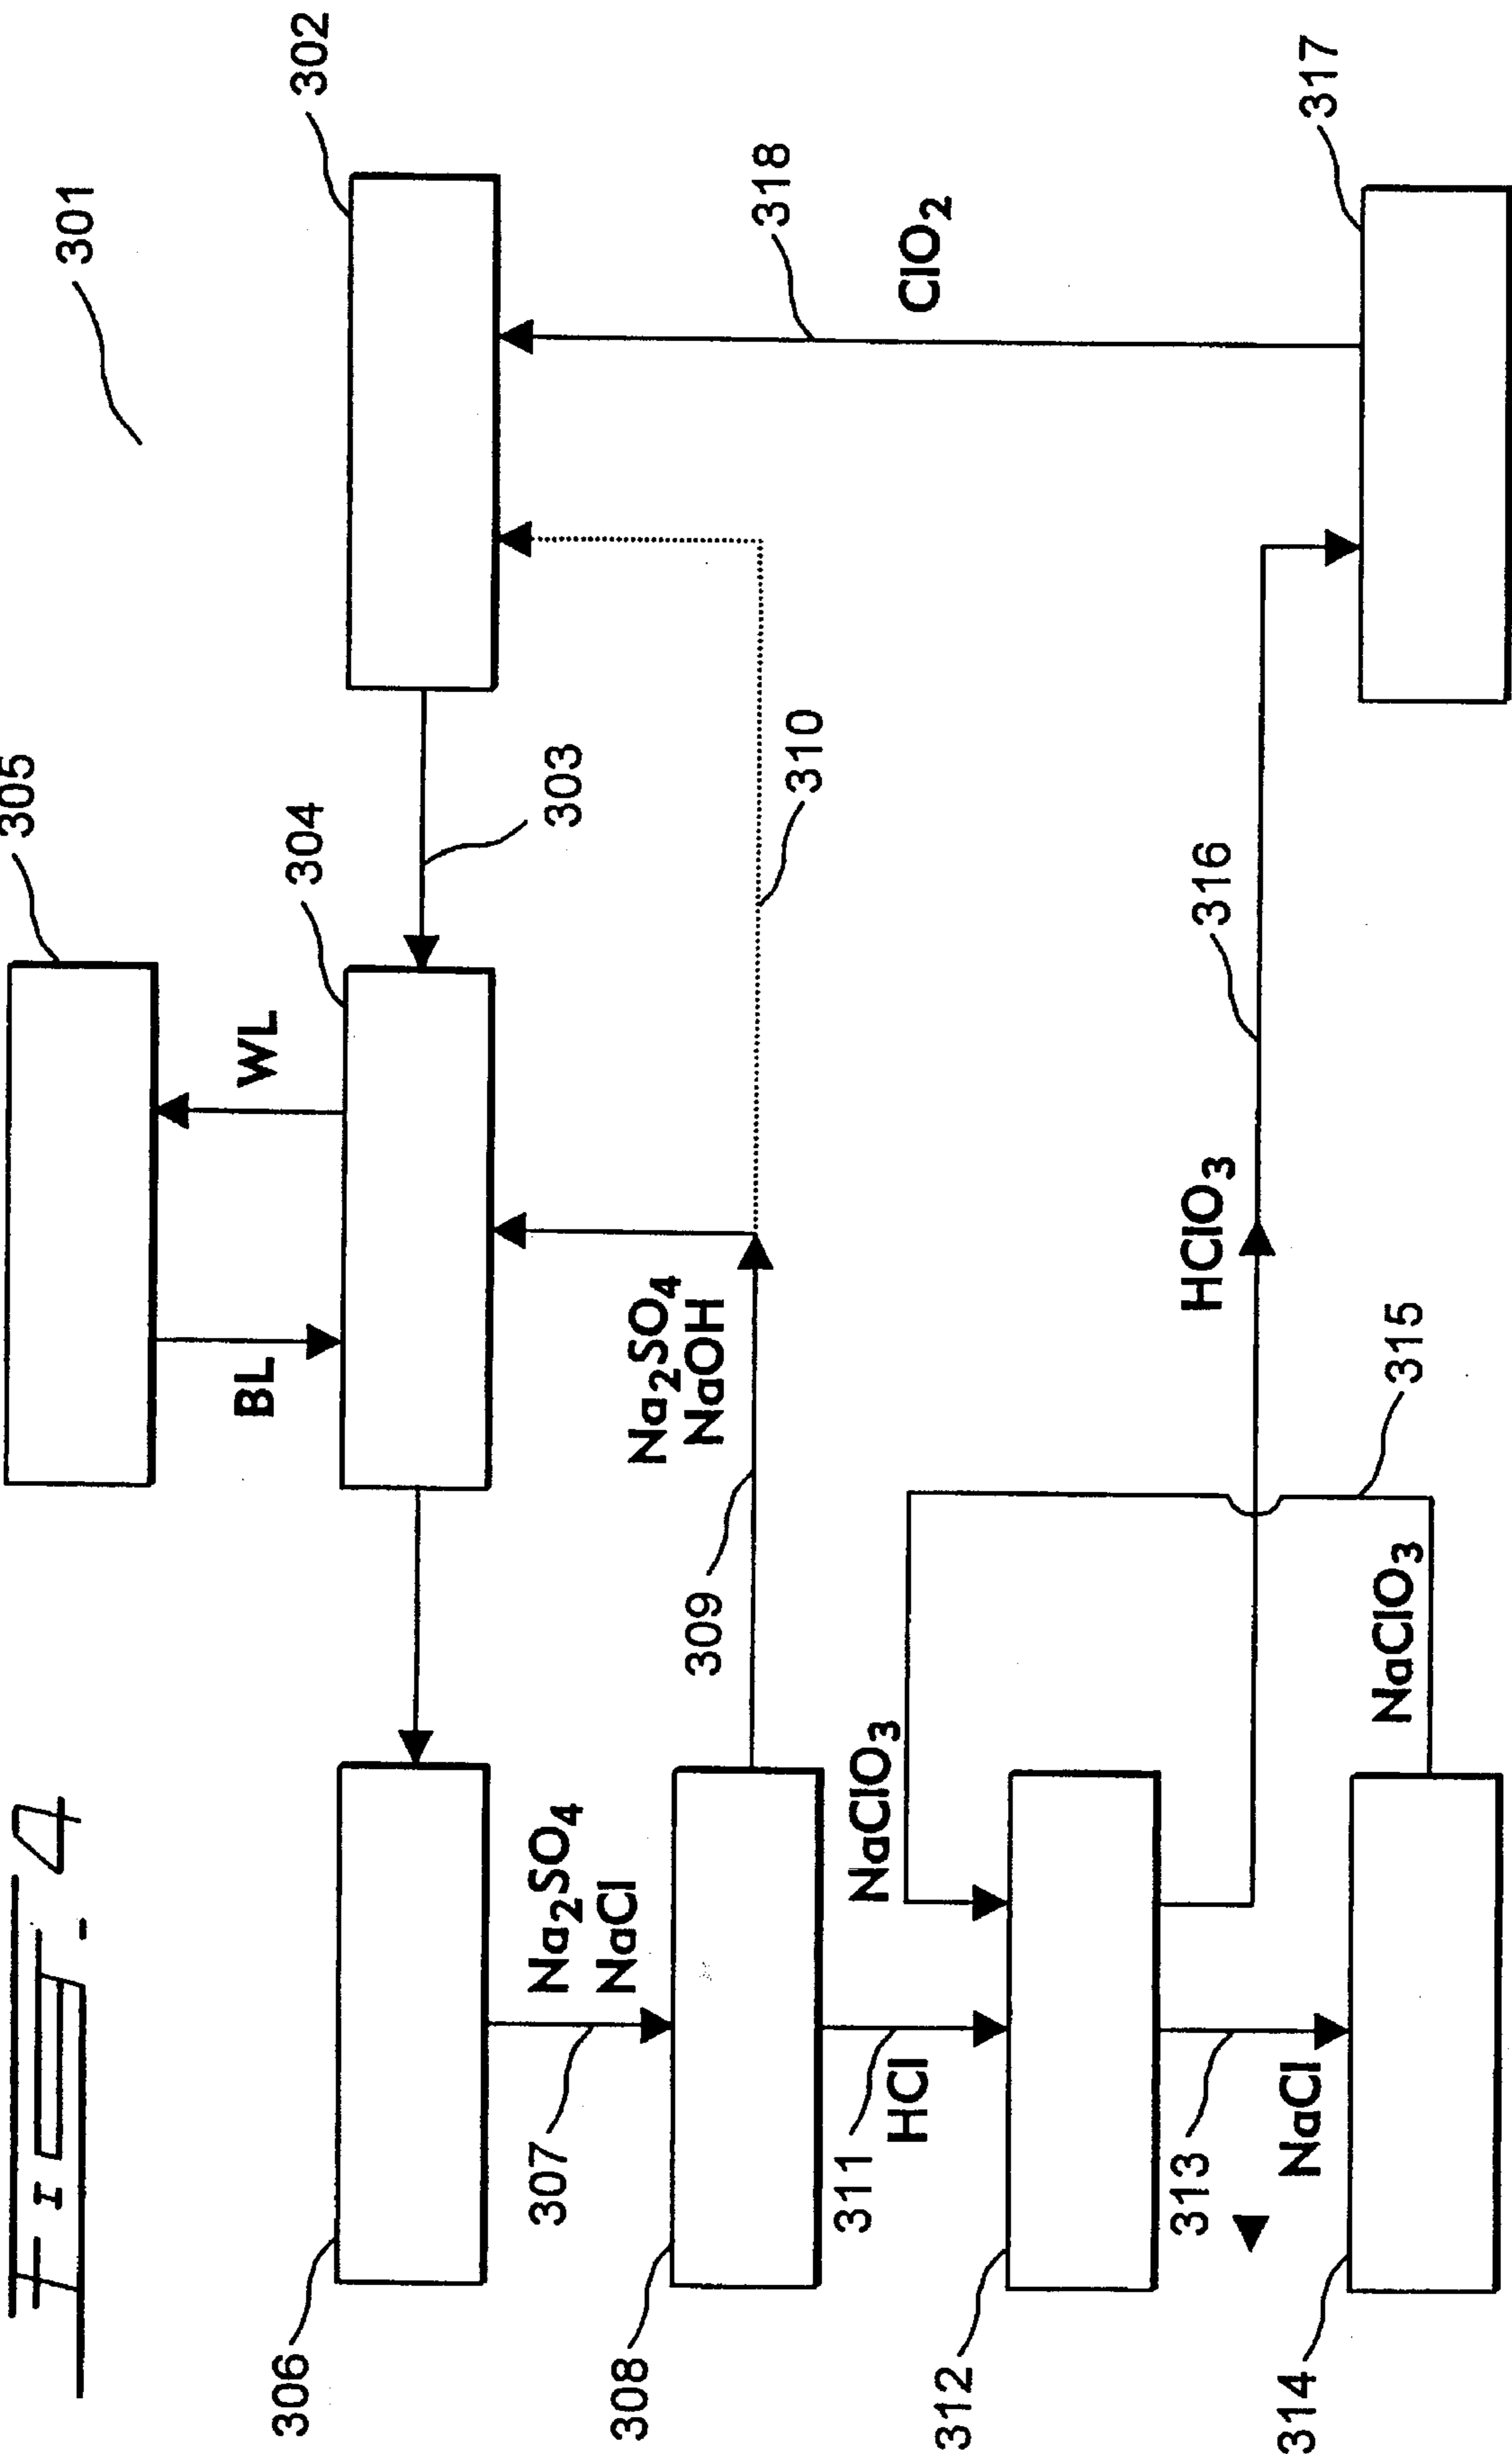 FIG. 4
301
302
305
304
BL
WL
303
306
Na2SO4
NaCl
307
308
309
Na2SO4
NaOH
310
318
ClO2
311
HCl
NaClO3
312
313
NaCl
HClO3
316
317
314
NaClO3
315